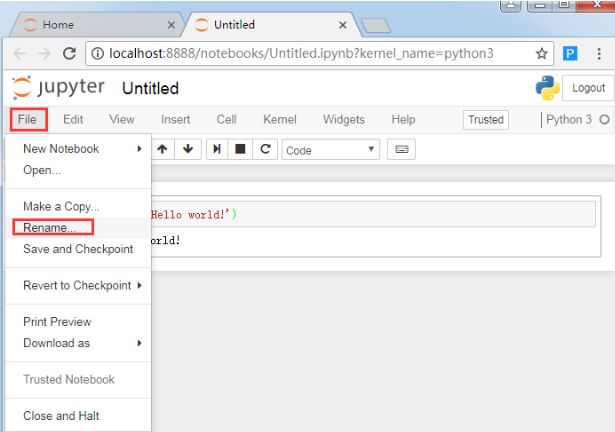 Home
Untitled
localhost:8888/notebooks/Untitled.ipynb?kernel_name=python3
P
jupyter Untitled
Logout
File Edit View Insert Cell Kernel Widgets Help Trusted Python 3
New Notebook
Code
Open...
Make a Copy...
Hello world!')
Rename...
orld!
Save and Checkpoint
Revert to Checkpoint
Print Preview
Download as
Trusted Notebook
Close and Halt